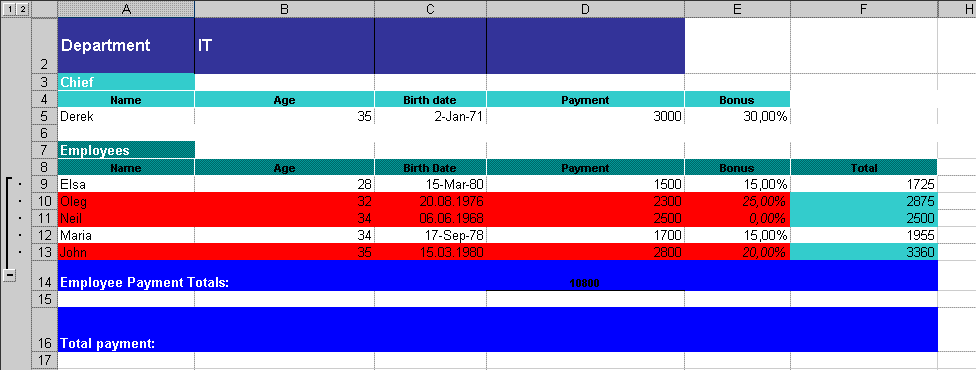 1 2
A B C D E F H
2 Department IT
3 Chief
4 Name Age Birth date Payment Bonus
5 Derek 35 2-Jan-71 3000 30,00%
6
7 Employees
8 Name Age Birth Date Payment Bonus Total
9 Elsa 28 15-Mar-80 1500 15,00% 1725
10 Oleg 32 20.08.1976 2300 25,00% 2875
11 Neil 34 06.06.1968 2500 0,00% 2500
12 Maria 34 17-Sep-78 1700 15,00% 1955
13 John 35 15.03.1960 2800 20,00% 3360
14 Employee Payment Totals: 10800
15
16 Total payment:
17